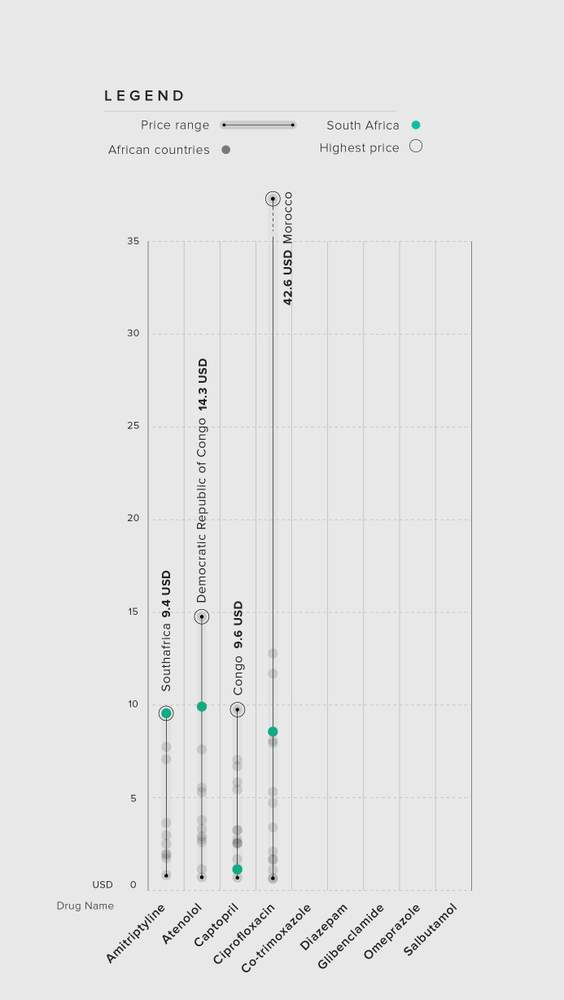 LEGEND
Price range
South Africa
African countries
Highest price
42.6 USD Morocco
35
30
25
20
15
10
5
0
USD
Democratic Republic of Congo 14.3 USD
Southafrica 9.4 USD
Congo 9.6 USD
Drug Name
Amitriptyline
Atenolol
Captopril
Ciprofloxacin
Co-trimoxazole
Diazepam
Glibenclamide
Omeprazole
Salbutamol